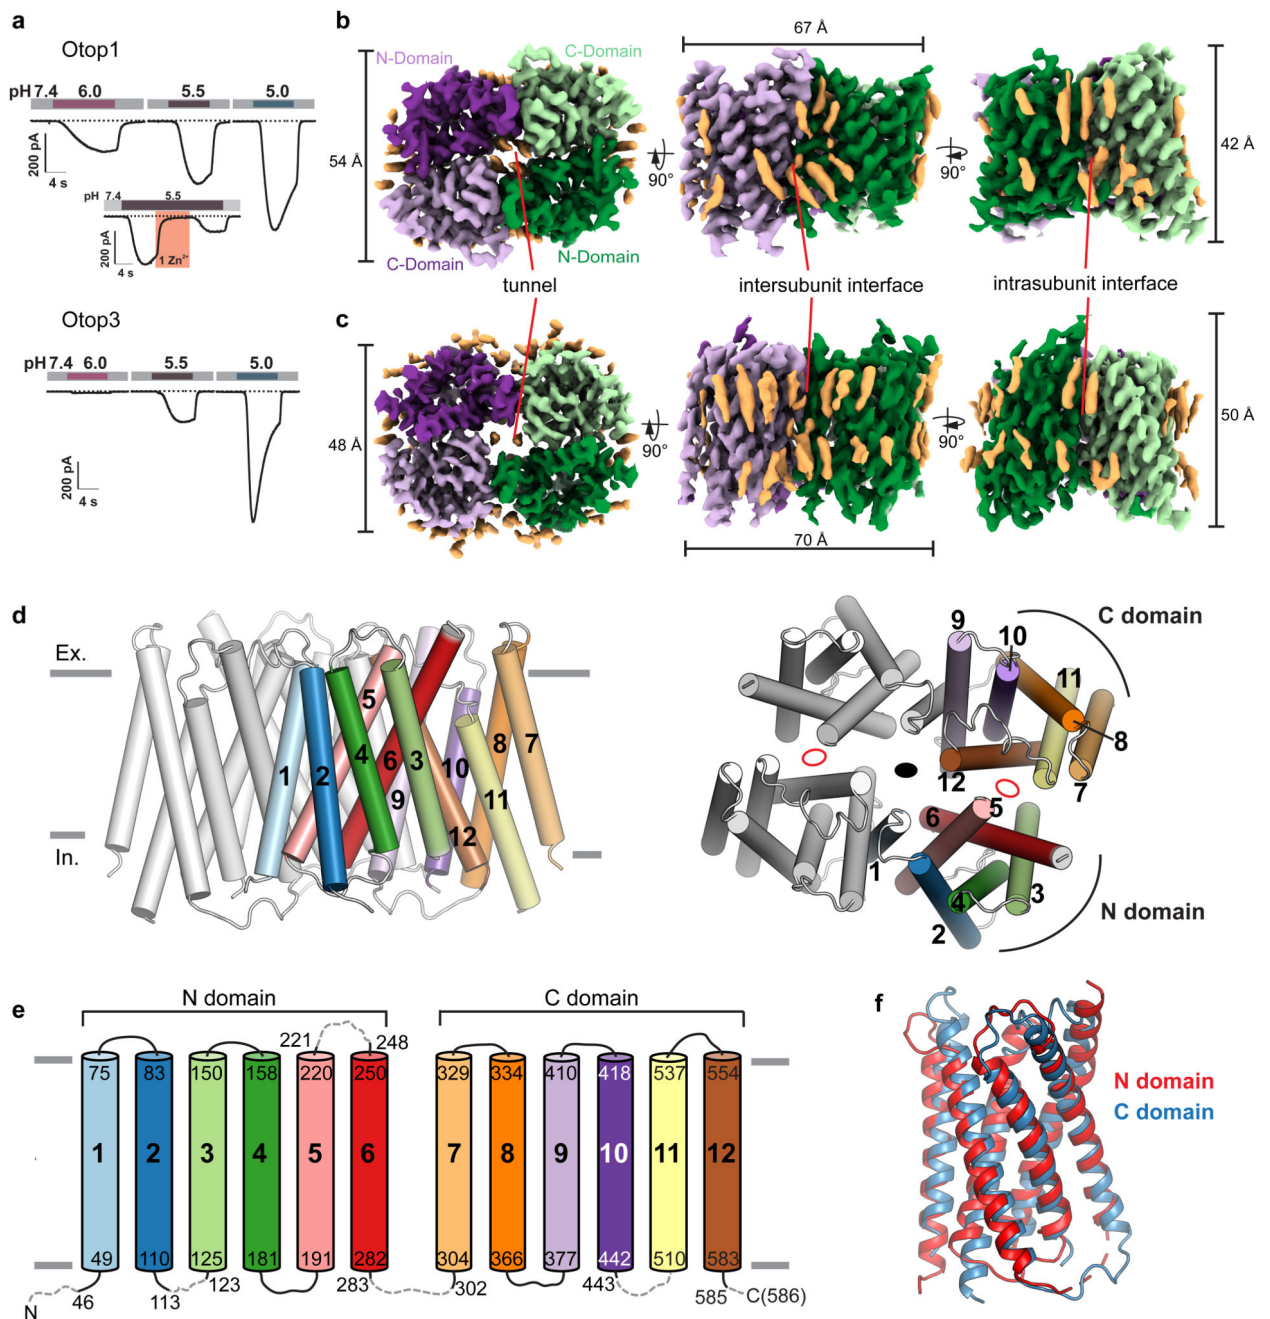 a
Otop1
pH 7.4 6.0 5.5 5.0
200 pA
4 s
pH 7.4 5.5
200 pA
4 s
1 Zn²⁺
Otop3
pH 7.4 6.0 5.5 5.0
200 pA
4 s
b
N-Domain
C-Domain
54 Å
C-Domain
N-Domain
90°
67 Å
90°
42 Å
tunnel
intersubunit interface
intrasubunit interface
c
48 Å
90°
70 Å
90°
50 Å
d
Ex.
In.
1
2
4
5
6
3
9
10
12
11
8
7
C domain
9
10
11
8
7
12
5
6
1
4
3
2
N domain
e
N domain
C domain
221
248
75 83 150 158 220 250 329 334 410 418 537 554
1 2 3 4 5 6 7 8 9 10 11 12
49 110 125 181 191 282 304 366 377 442 510 583
N
46
113
123
283
302
443
585
C(586)
f
N domain
C domain